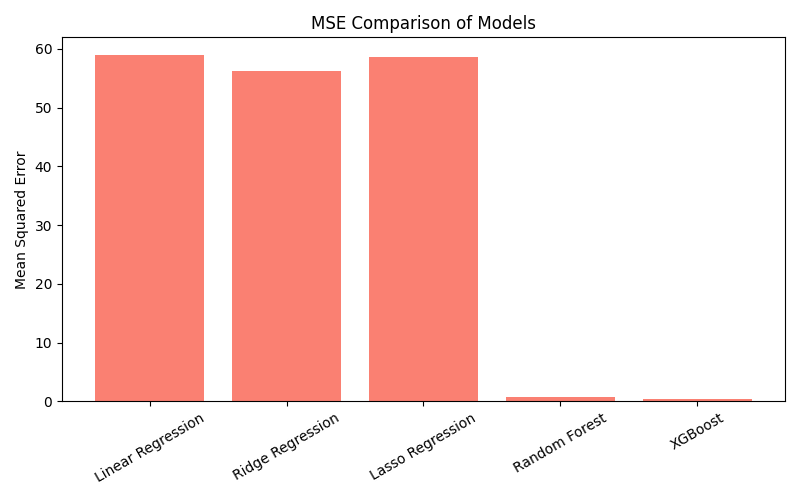 MSE Comparison of Models
Mean Squared Error
60
50
40
30
20
10
0
Linear Regression
Ridge Regression
Lasso Regression
Random Forest
XGBoost